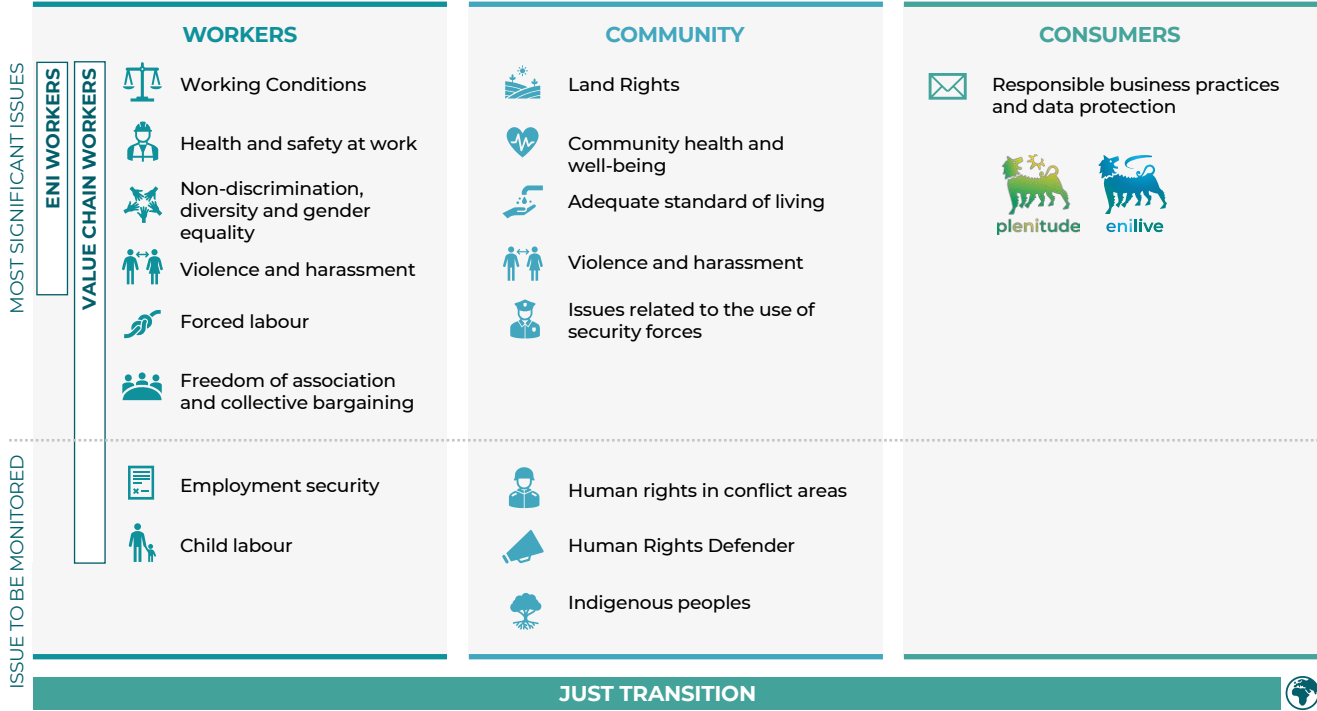 MOST SIGNIFICANT ISSUES
ISSUE TO BE MONITORED
ENI WORKERS
VALUE CHAIN WORKERS
WORKERS
Working Conditions
Health and safety at work
Non-discrimination,
diversity and gender
equality
Violence and harassment
Forced labour
Freedom of association
and collective bargaining
Employment security
Child labour
COMMUNITY
Land Rights
Community health and
well-being
Adequate standard of living
Violence and harassment
Issues related to the use of
security forces
Human rights in conflict areas
Human Rights Defender
Indigenous peoples
CONSUMERS
Responsible business practices
and data protection
plenitude
enilive
JUST TRANSITION